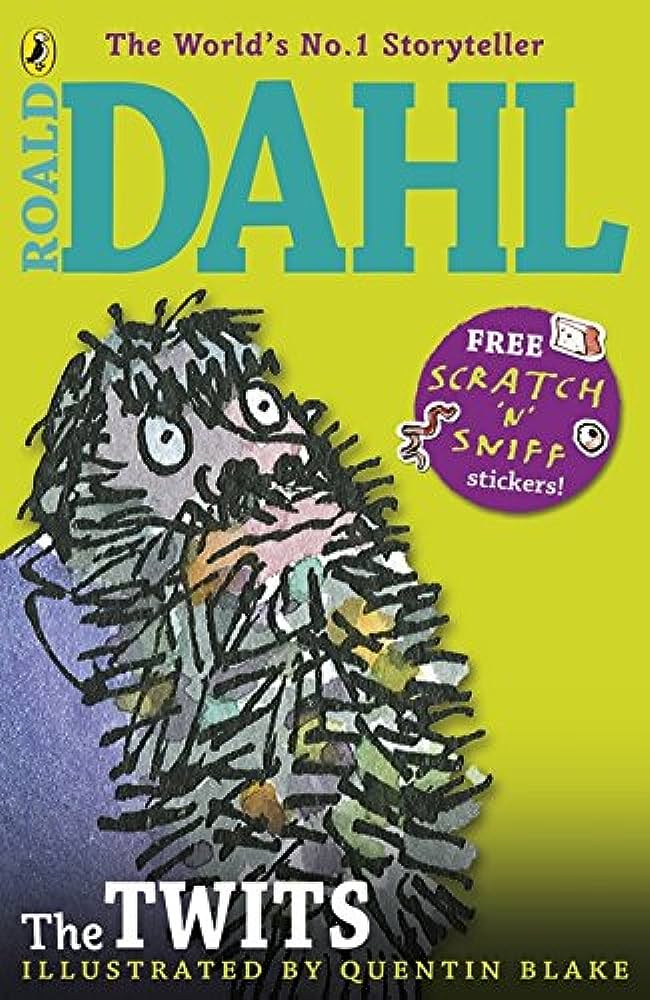 The World's No.1 Storyteller
ROALD
DAHL
FREE
SCRATCH
'N'
SNIFF
stickers!
The TWITS
ILLUSTRATED BY QUENTIN BLAKE